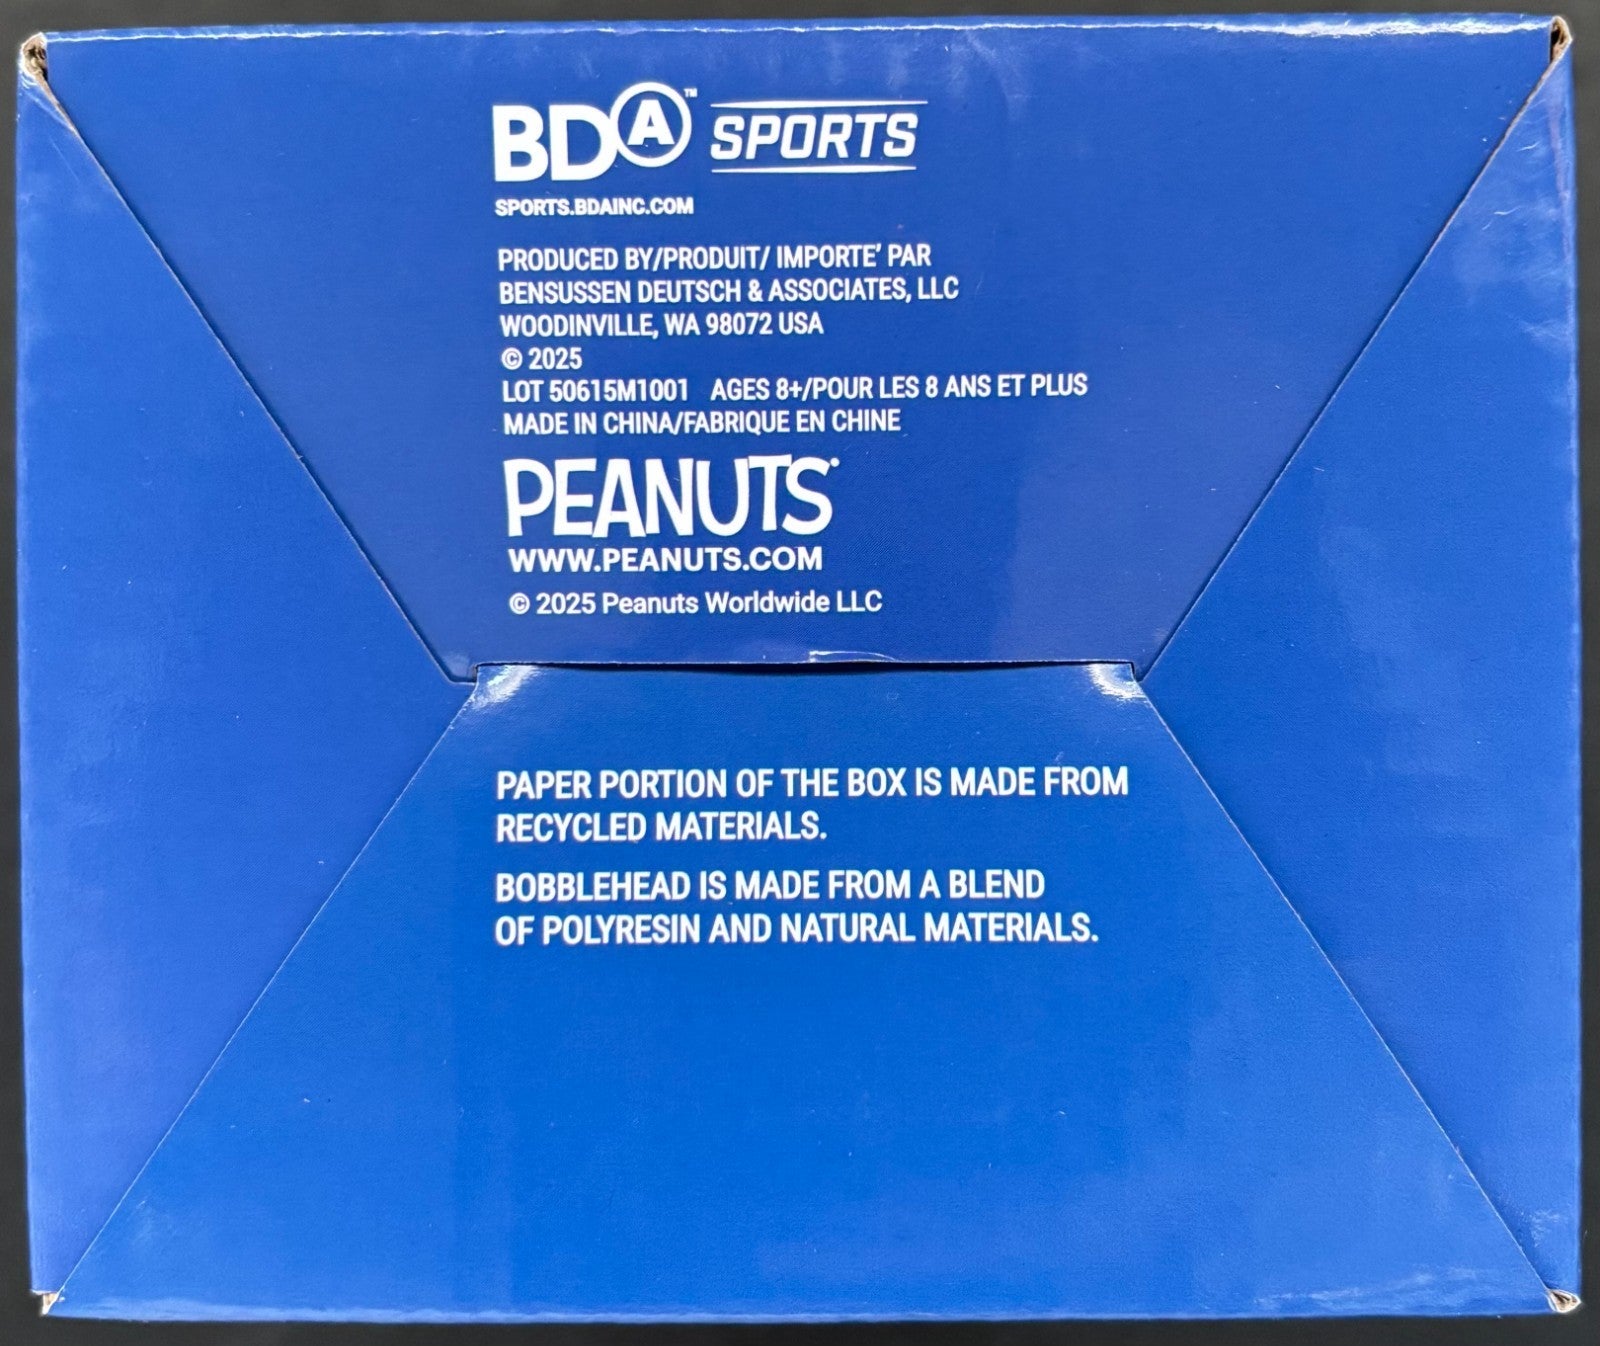 BDA™ SPORTS
SPORTS.BDAINC.COM
PRODUCED BY/PRODUIT/ IMPORTE' PAR
BENSUSSEN DEUTSCH & ASSOCIATES, LLC
WOODINVILLE, WA 98072 USA
© 2025
LOT 50615M1001 AGES 8+/POUR LES 8 ANS ET PLUS
MADE IN CHINA/FABRIQUE EN CHINE
PEANUTS
WWW.PEANUTS.COM
© 2025 Peanuts Worldwide LLC
PAPER PORTION OF THE BOX IS MADE FROM
RECYCLED MATERIALS.
BOBBLEHEAD IS MADE FROM A BLEND
OF POLYRESIN AND NATURAL MATERIALS.